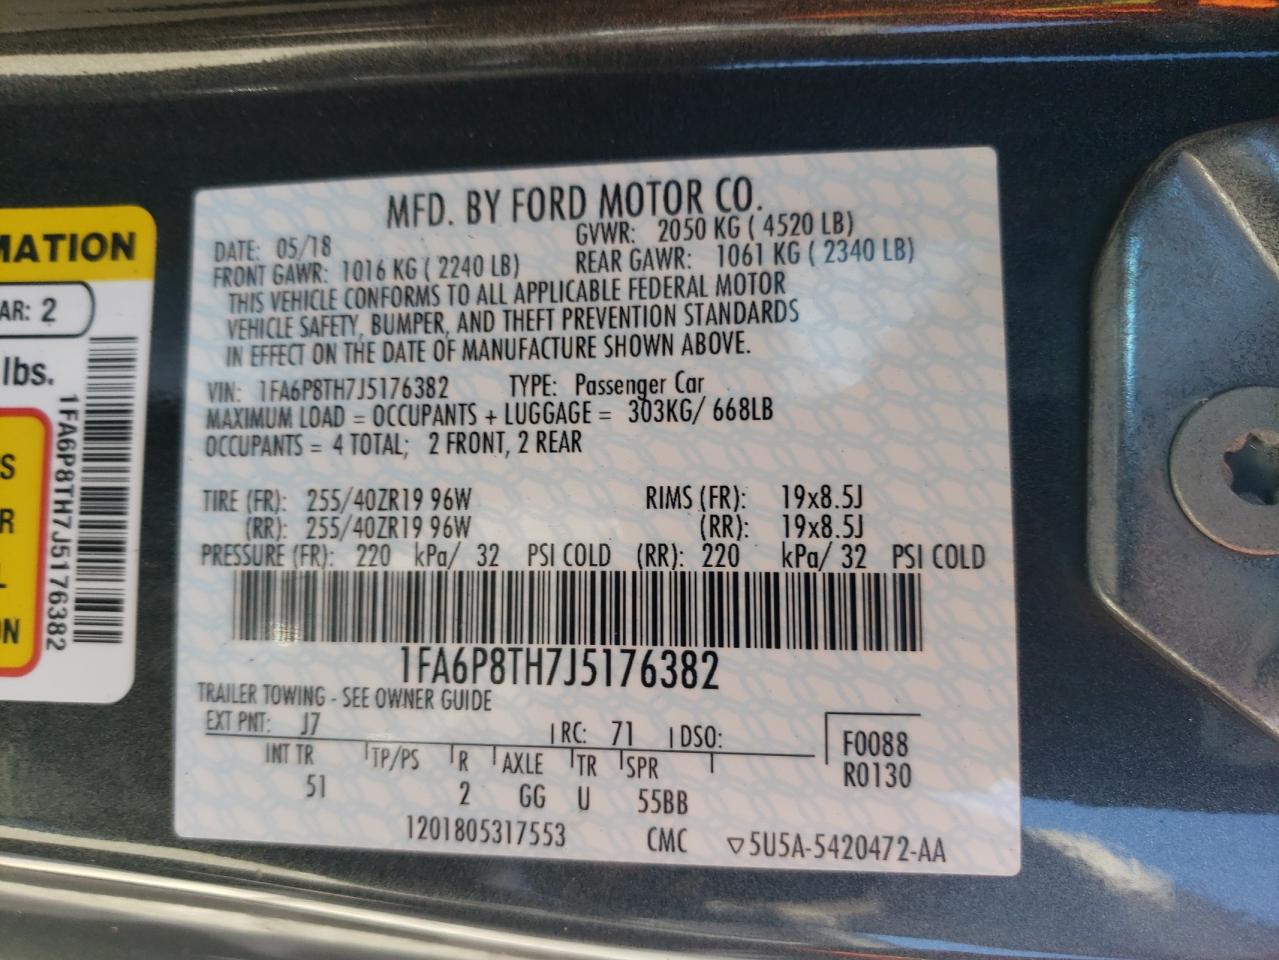 MATION
AR: 2
lbs.
S
R
L
ON
1FA6P8TH7J5176382
MFD. BY FORD MOTOR CO.
DATE: 05/18 GVWR: 2050 KG ( 4520 LB)
FRONT GAWR: 1016 KG ( 2240 LB) REAR GAWR: 1061 KG ( 2340 LB)
THIS VEHICLE CONFORMS TO ALL APPLICABLE FEDERAL MOTOR
VEHICLE SAFETY, BUMPER, AND THEFT PREVENTION STANDARDS
IN EFFECT ON THE DATE OF MANUFACTURE SHOWN ABOVE.
VIN: 1FA6P8TH7J5176382 TYPE: Passenger Car
MAXIMUM LOAD = OCCUPANTS + LUGGAGE = 303KG/ 668LB
OCCUPANTS = 4 TOTAL; 2 FRONT, 2 REAR
TIRE (FR): 255/40ZR19 96W RIMS (FR): 19x8.5J
(RR): 255/40ZR19 96W (RR): 19x8.5J
PRESSURE (FR): 220 kPa/ 32 PSI COLD (RR): 220 kPa/ 32 PSI COLD
1FA6P8TH7J5176382
TRAILER TOWING - SEE OWNER GUIDE
EXT PNT: J7 RC: 71 DSO:
F0088
INT TR TP/PS R AXLE TR SPR
R0130
51 2 GG U 55BB
1201805317553 CMC ▽5U5A-5420472-AA